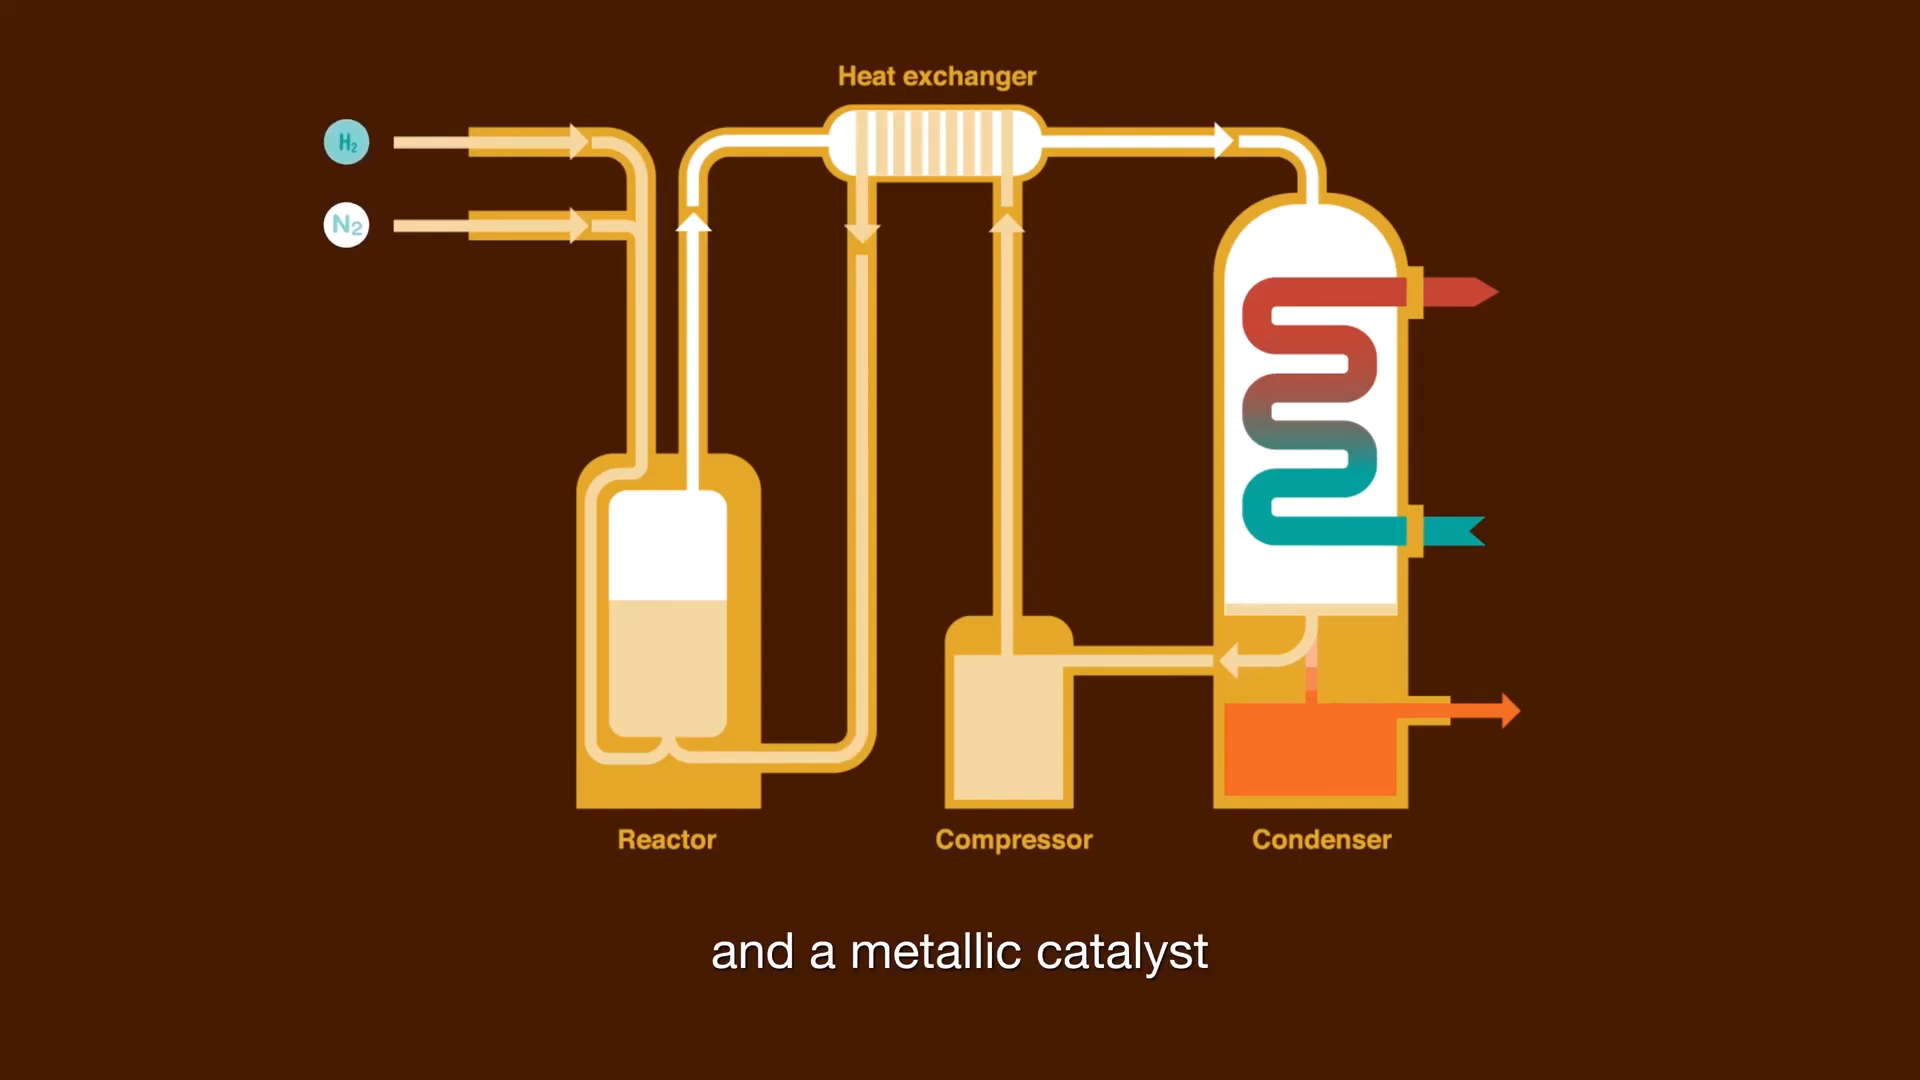 Heat exchanger
H₂
N₂
Reactor
Compressor
Condenser
and a metallic catalyst